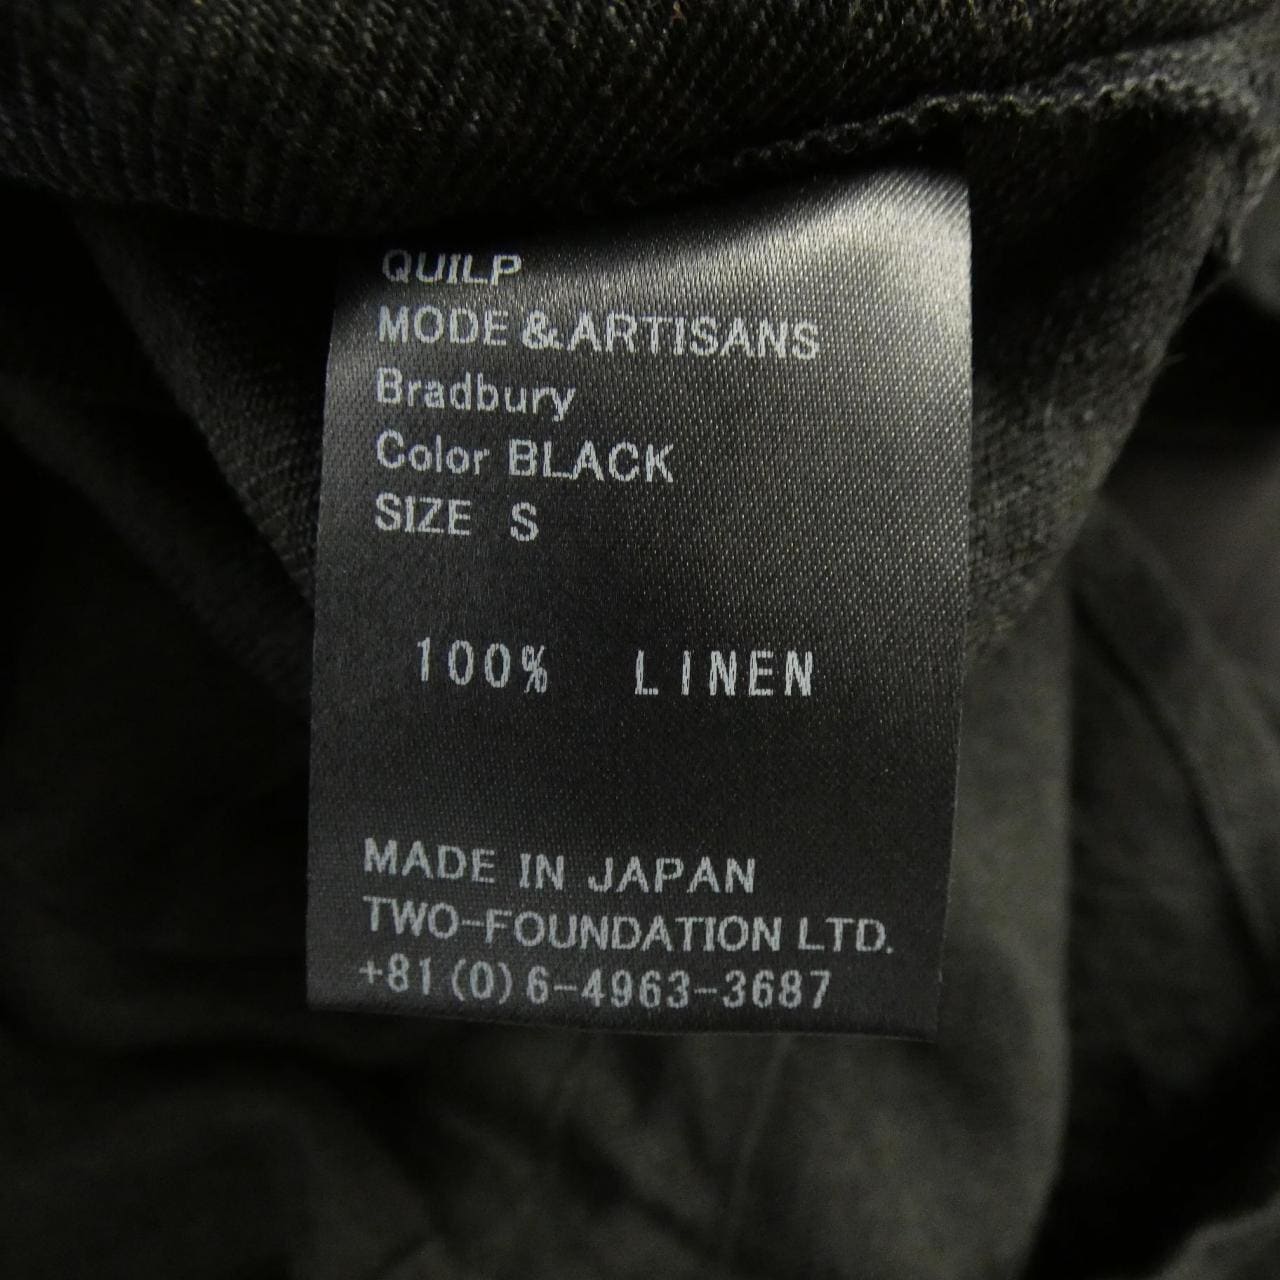 QUILP
MODE&ARTISANS
Bradbury
Color BLACK
SIZE S
100% LINEN
MADE IN JAPAN
TWO-FOUNDATION LTD.
+81(0)6-4963-3687